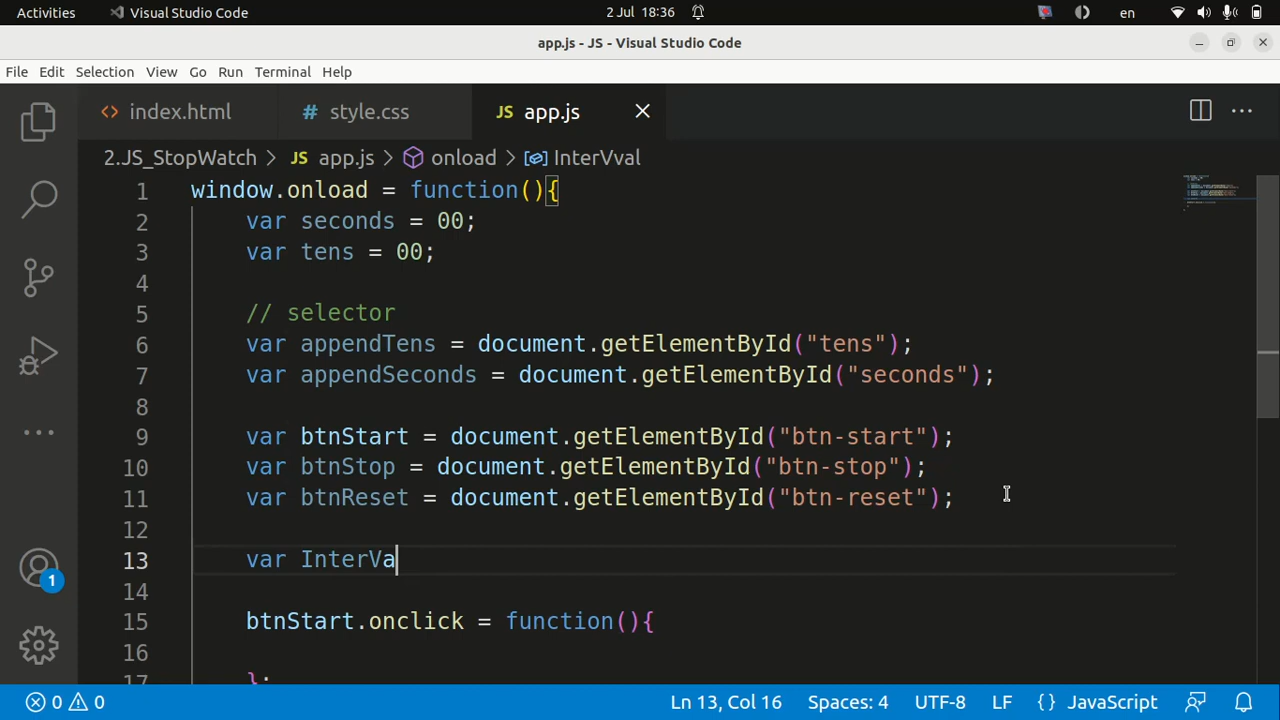 Activities Visual Studio Code 2 Jul 18:36 en
app.js - JS - Visual Studio Code
File Edit Selection View Go Run Terminal Help
index.html # style.css JS app.js
2.JS_StopWatch > JS app.js > onload > InterVval
1 window.onload = function(){
2 var seconds = 00;
3 var tens = 00;
4
5 // selector
6 var appendTens = document.getElementById("tens");
7 var appendSeconds = document.getElementById("seconds");
8
9 var btnStart = document.getElementById("btn-start");
10 var btnStop = document.getElementById("btn-stop");
11 var btnReset = document.getElementById("btn-reset");
12
13 var InterVa
14
15 btnStart.onclick = function(){
16
17 };
1
0 0 Ln 13, Col 16 Spaces: 4 UTF-8 LF {} JavaScript